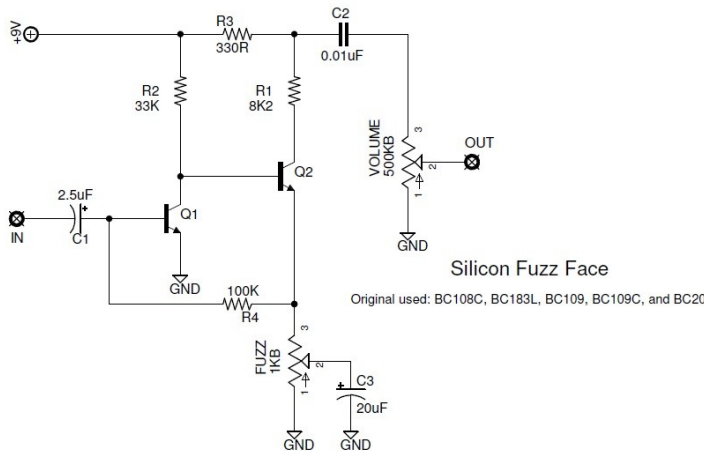 +9V
R3
330R
C2
0.01uF
R2
33K
R1
8K2
VOLUME
500KB
3
2
1
OUT
Q2
2.5uF
+
Q1
IN
C1
GND
GND
Silicon Fuzz Face
100K
R4
Original used: BC108C, BC183L, BC109, BC109C, and BC20
FUZZ
1KB
3
2
1
+
C3
20uF
GND
GND